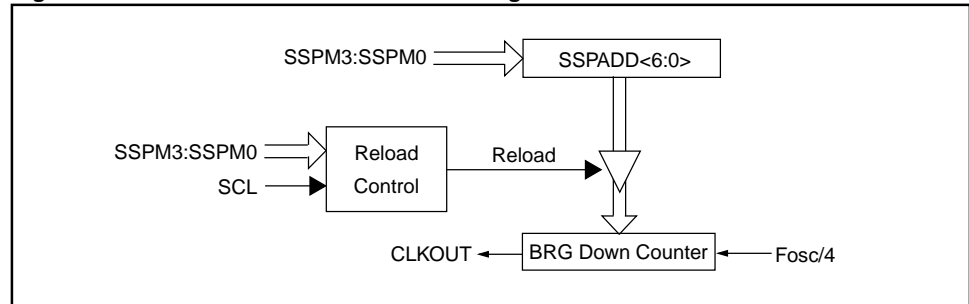 SSPM3:SSPM0
SSPADD<6:0>
SSPM3:SSPM0
SCL
Reload
Control
Reload
CLKOUT
BRG Down Counter
Fosc/4